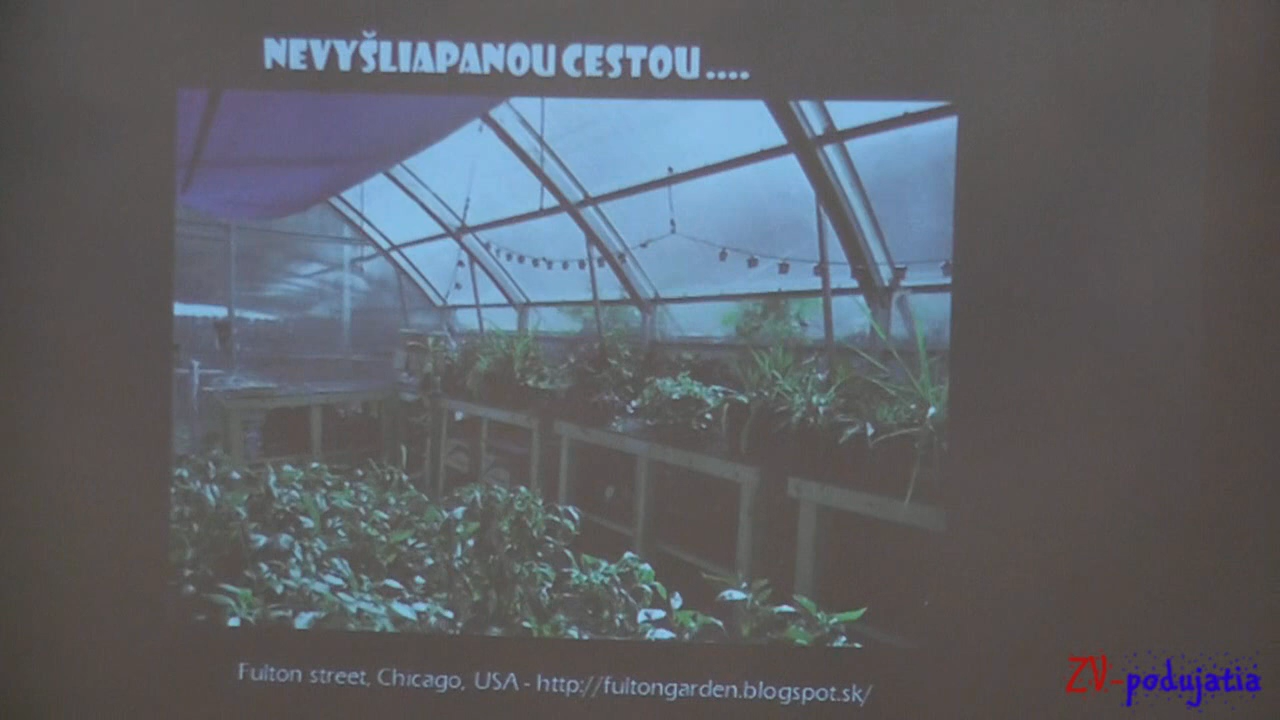 NEVYŠLIAPANOU CESTOU ....
Fulton street, Chicago, USA - http://fultongarden.blogspot.sk/
ZV-podujatia